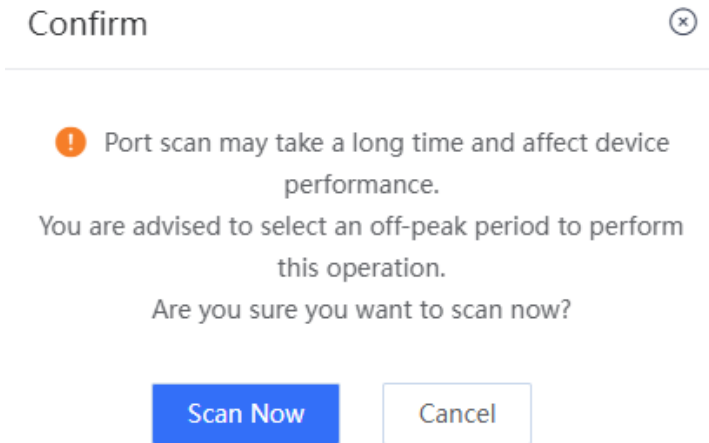 Confirm
Port scan may take a long time and affect device
performance.
You are advised to select an off-peak period to perform
this operation.
Are you sure you want to scan now?
Scan Now
Cancel